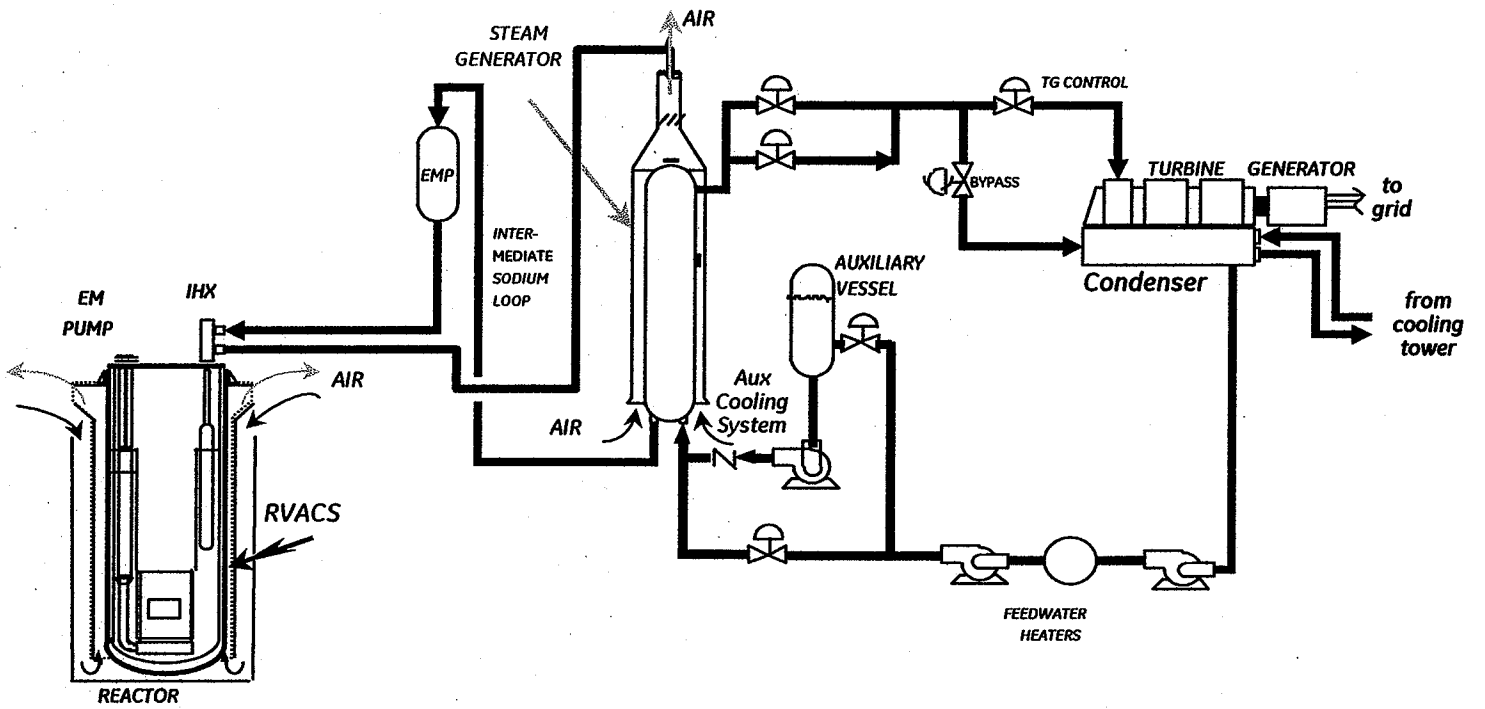 AIR
STEAM
GENERATOR
TG CONTROL
EMP
TURBINE GENERATOR
BYPASS
to
grid
INTER-
MEDIATE
SODIUM
LOOP
AUXILIARY
VESSEL
Condenser
IHX
EM
PUMP
from
cooling
tower
AIR
Aux
Cooling
System
AIR
RVACS
FEEDWATER
HEATERS
REACTOR